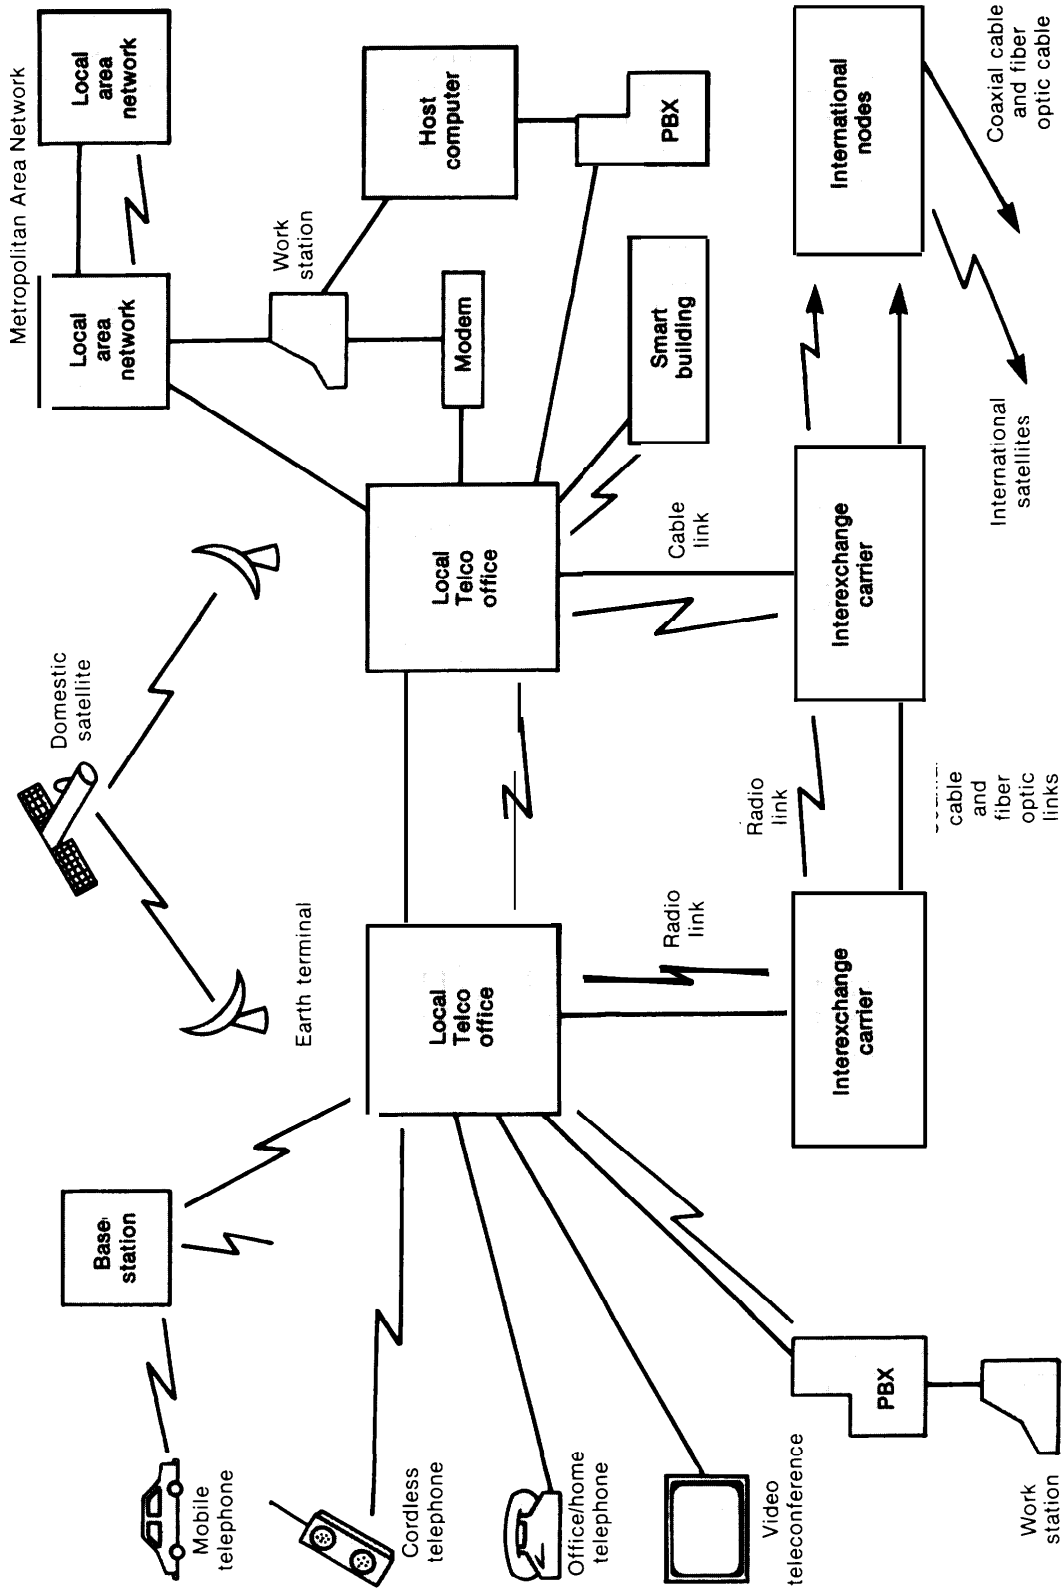 Metropolitan Area Network
Local
area
network
Local
area
network
Work
station
Host
computer
PBX
Modem
Smart
building
Domestic
satellite
Earth terminal
Local
Telco
office
Local
Telco
office
Base
station
Mobile
telephone
Cordless
telephone
Office/home
telephone
Video
teleconference
PBX
Work
station
Radio
link
Cable
link
Radio
link
Interexchange
carrier
Interexchange
carrier
cable
and
fiber
optic
links
International
nodes
International
satellites
Coaxial cable
and fiber
optic cable